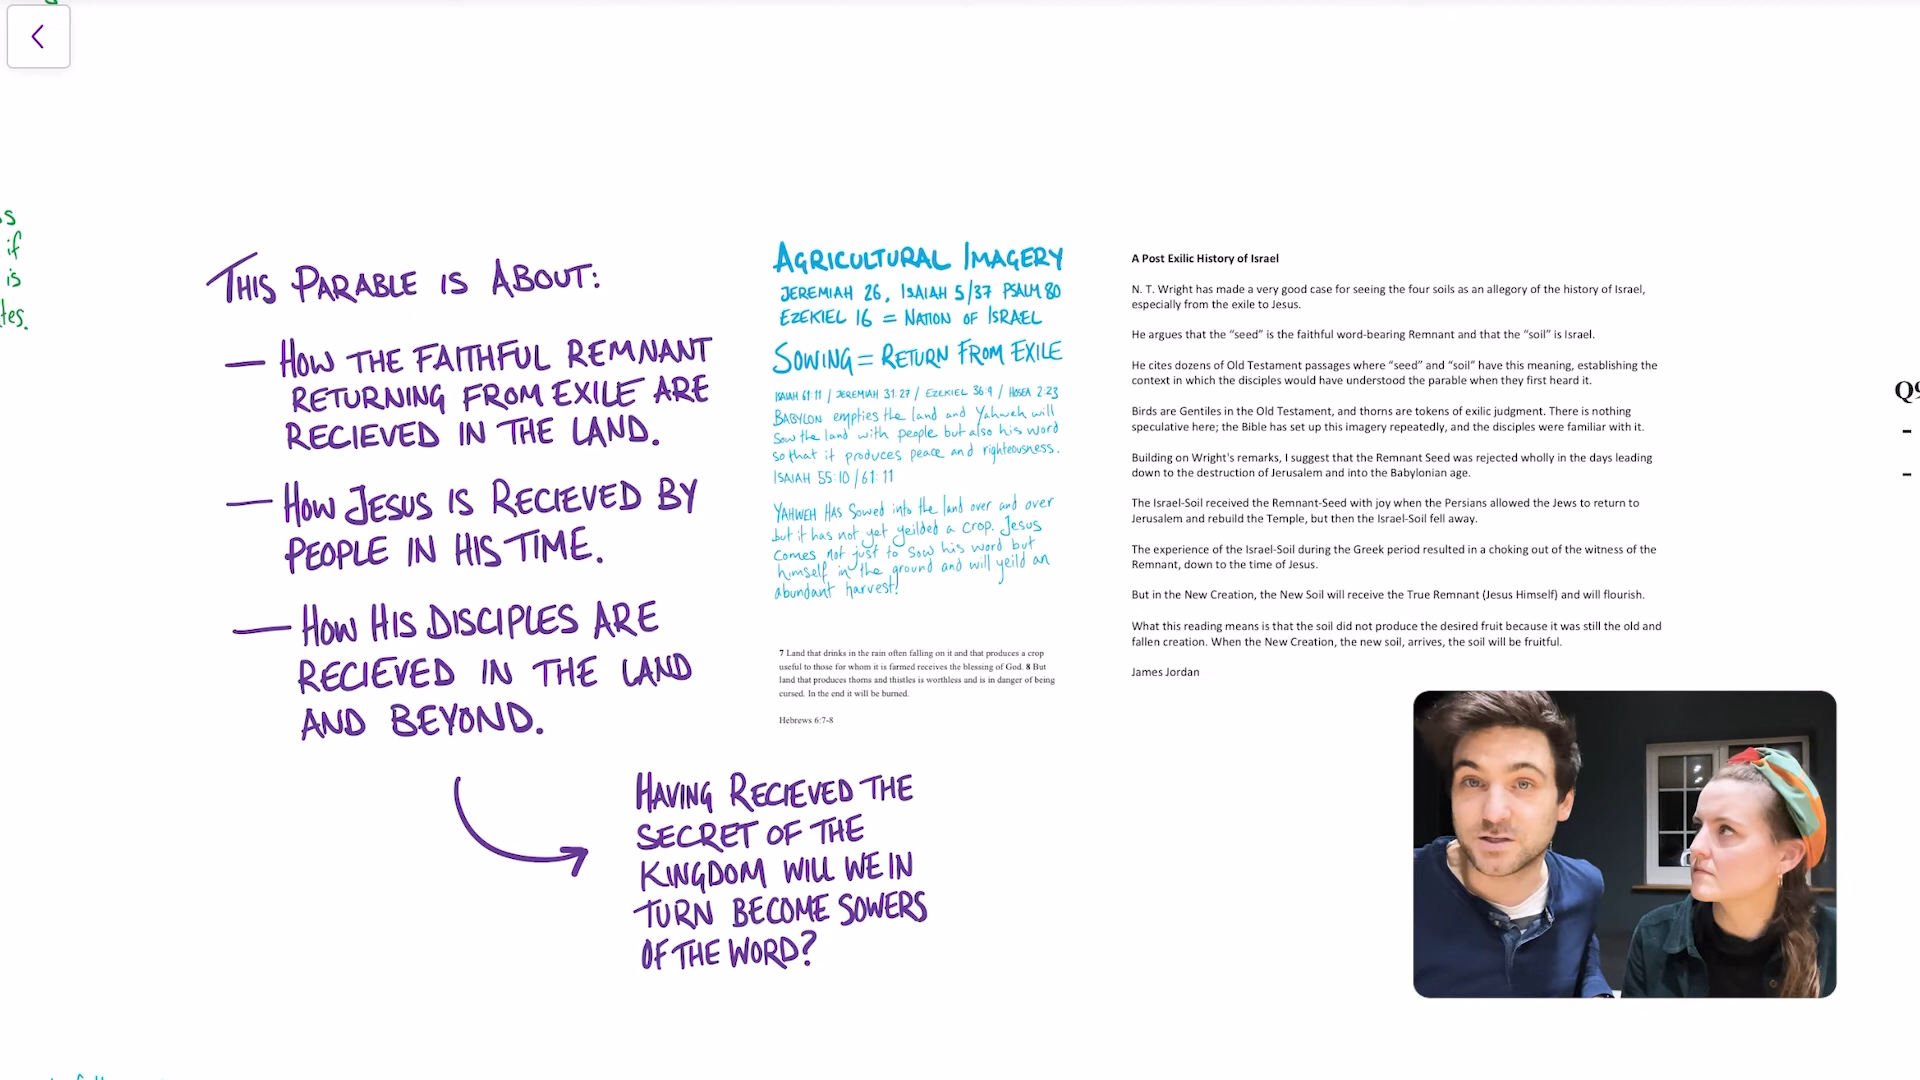 s
if
is
tes.
THIS PARABLE IS ABOUT:
— HOW THE FAITHFUL REMNANT
RETURNING FROM EXILE ARE
RECIEVED IN THE LAND.
— HOW JESUS IS RECIEVED BY
PEOPLE IN HIS TIME.
— HOW HIS DISCIPLES ARE
RECIEVED IN THE LAND
AND BEYOND.
HAVING RECIEVED THE
SECRET OF THE
KINGDOM WILL WE IN
TURN BECOME SOWERS
OF THE WORD?
AGRICULTURAL IMAGERY
JEREMIAH 26, ISAIAH 5/37 PSALM 80
EZEKIEL 16 = NATION OF ISRAEL
SOWING = RETURN FROM EXILE
ISAIAH 61:11 / JEREMIAH 31:27 / EZEKIEL 36:9 / HOSEA 2:23
BABYLON empties the land and Yahweh will
sow the land with people but also his word
so that it produces peace and righteousness.
ISAIAH 55:10 / 61:11
YAHWEH HAS Sowed into the land over and over
but it has not yet yeilded a crop. Jesus
comes not just to sow his word but
himself in the ground and will yeild an
abundant harvest!
7 Land that drinks in the rain often falling on it and that produces a crop
useful to those for whom it is farmed receives the blessing of God. 8 But
land that produces thorns and thistles is worthless and is in danger of being
cursed. In the end it will be burned.
Hebrews 6:7-8
A Post Exilic History of Israel
N. T. Wright has made a very good case for seeing the four soils as an allegory of the history of Israel,
especially from the exile to Jesus.
He argues that the “seed” is the faithful word-bearing Remnant and that the “soil” is Israel.
He cites dozens of Old Testament passages where “seed” and “soil” have this meaning, establishing the
context in which the disciples would have understood the parable when they first heard it.
Birds are Gentiles in the Old Testament, and thorns are tokens of exilic judgment. There is nothing
speculative here; the Bible has set up this imagery repeatedly, and the disciples were familiar with it.
Building on Wright's remarks, I suggest that the Remnant Seed was rejected wholly in the days leading
down to the destruction of Jerusalem and into the Babylonian age.
The Israel-Soil received the Remnant-Seed with joy when the Persians allowed the Jews to return to
Jerusalem and rebuild the Temple, but then the Israel-Soil fell away.
The experience of the Israel-Soil during the Greek period resulted in a choking out of the witness of the
Remnant, down to the time of Jesus.
But in the New Creation, the New Soil will receive the True Remnant (Jesus Himself) and will flourish.
What this reading means is that the soil did not produce the desired fruit because it was still the old and
fallen creation. When the New Creation, the new soil, arrives, the soil will be fruitful.
James Jordan
Q9
-
-